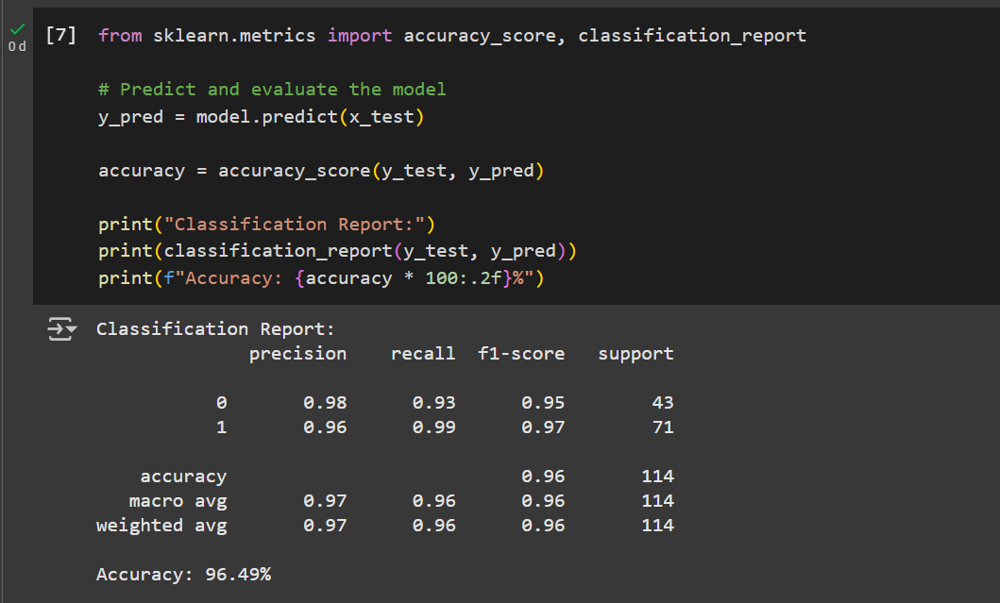 [7] from sklearn.metrics import accuracy_score, classification_report
0 d
# Predict and evaluate the model
y_pred = model.predict(x_test)
accuracy = accuracy_score(y_test, y_pred)
print("Classification Report:")
print(classification_report(y_test, y_pred))
print(f"Accuracy: {accuracy * 100:.2f}%")
Classification Report:
precision recall f1-score support
0 0.98 0.93 0.95 43
1 0.96 0.99 0.97 71
accuracy 0.96 114
macro avg 0.97 0.96 0.96 114
weighted avg 0.97 0.96 0.96 114
Accuracy: 96.49%